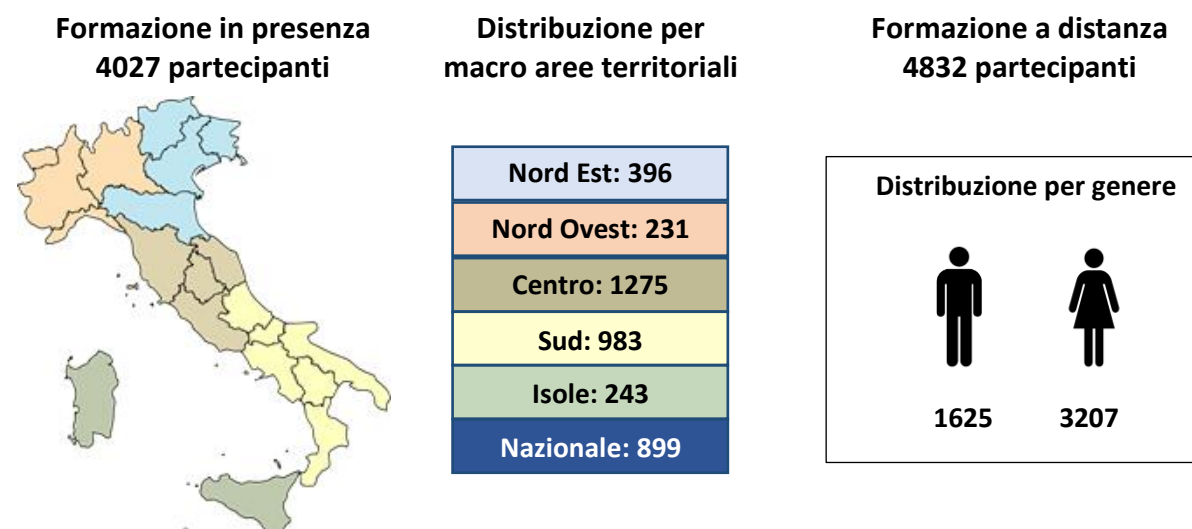 Formazione in presenza
4027 partecipanti
Distribuzione per
macro aree territoriali
Nord Est: 396
Nord Ovest: 231
Centro: 1275
Sud: 983
Isole: 243
Nazionale: 899
Formazione a distanza
4832 partecipanti
Distribuzione per genere
1625 3207